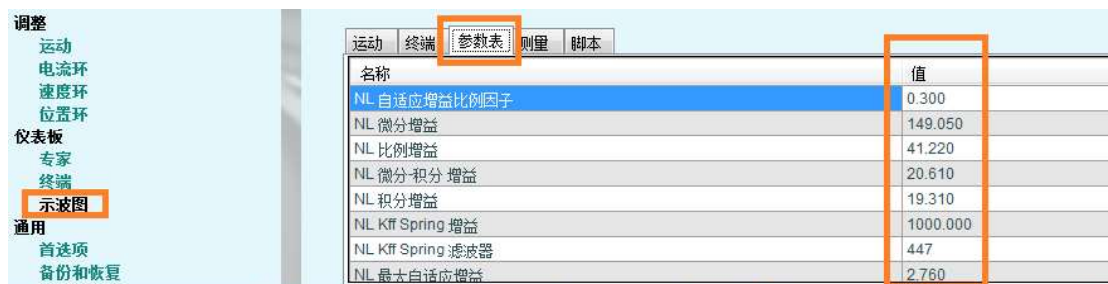 调整
运动
电流环
速度环
位置环
仪表板
专家
终端
示波图
通用
首选项
备份和恢复
运动 终端 参数表 测量 脚本
名称 值
NL 自适应增益比例因子 0.300
NL 微分增益 149.050
NL 比例增益 41.220
NL 微分-积分 增益 20.610
NL 积分增益 19.310
NL Kff Spring 增益 1000.000
NL Kff Spring 滤波器 447
NL 最大自适应增益 2.760